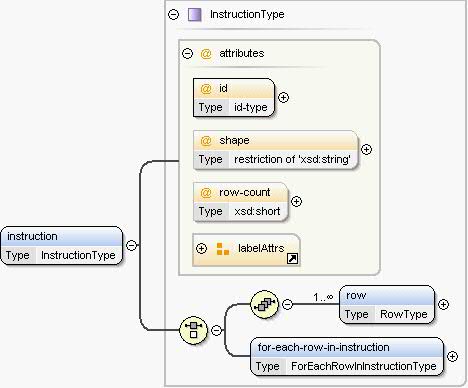 InstructionType
@ attributes
@ id
Type id-type
@ shape
Type restriction of 'xsd:string'
@ row-count
Type xsd:short
labelAttrs
instruction
Type InstructionType
1..∞
row
Type RowType
for-each-row-in-instruction
Type ForEachRowInInstructionType